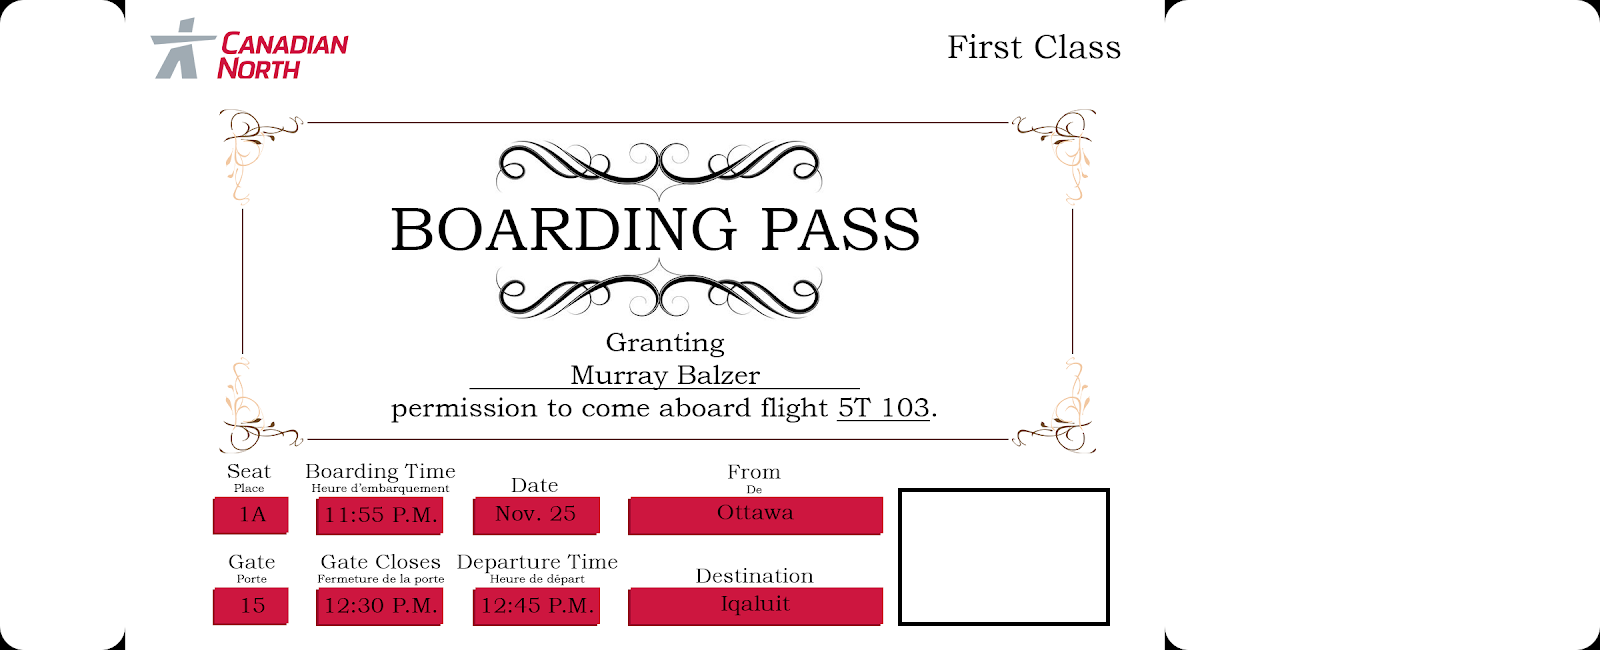 CANADIAN
NORTH
First Class
BOARDING PASS
Granting
Murray Balzer
permission to come aboard flight 5T 103.
Seat
Place
1A
Boarding Time
Heure d'embarquement
11:55 P.M.
Date
Nov. 25
From
De
Ottawa
Gate
Porte
15
Gate Closes
Fermeture de la porte
12:30 P.M.
Departure Time
Heure de départ
12:45 P.M.
Destination
Iqaluit